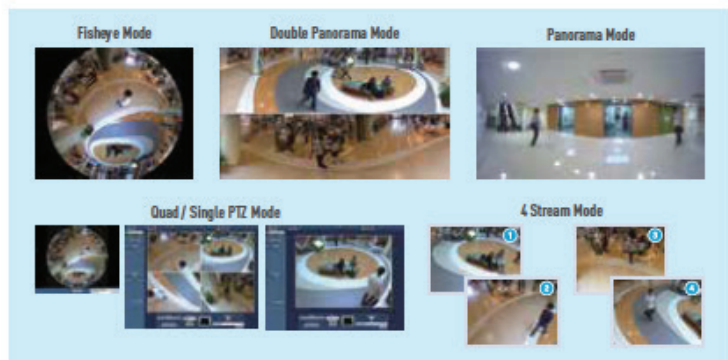 Fisheye Mode
Double Panorama Mode
Panorama Mode
Quad / Single PTZ Mode
4 Stream Mode
1
3
2
4